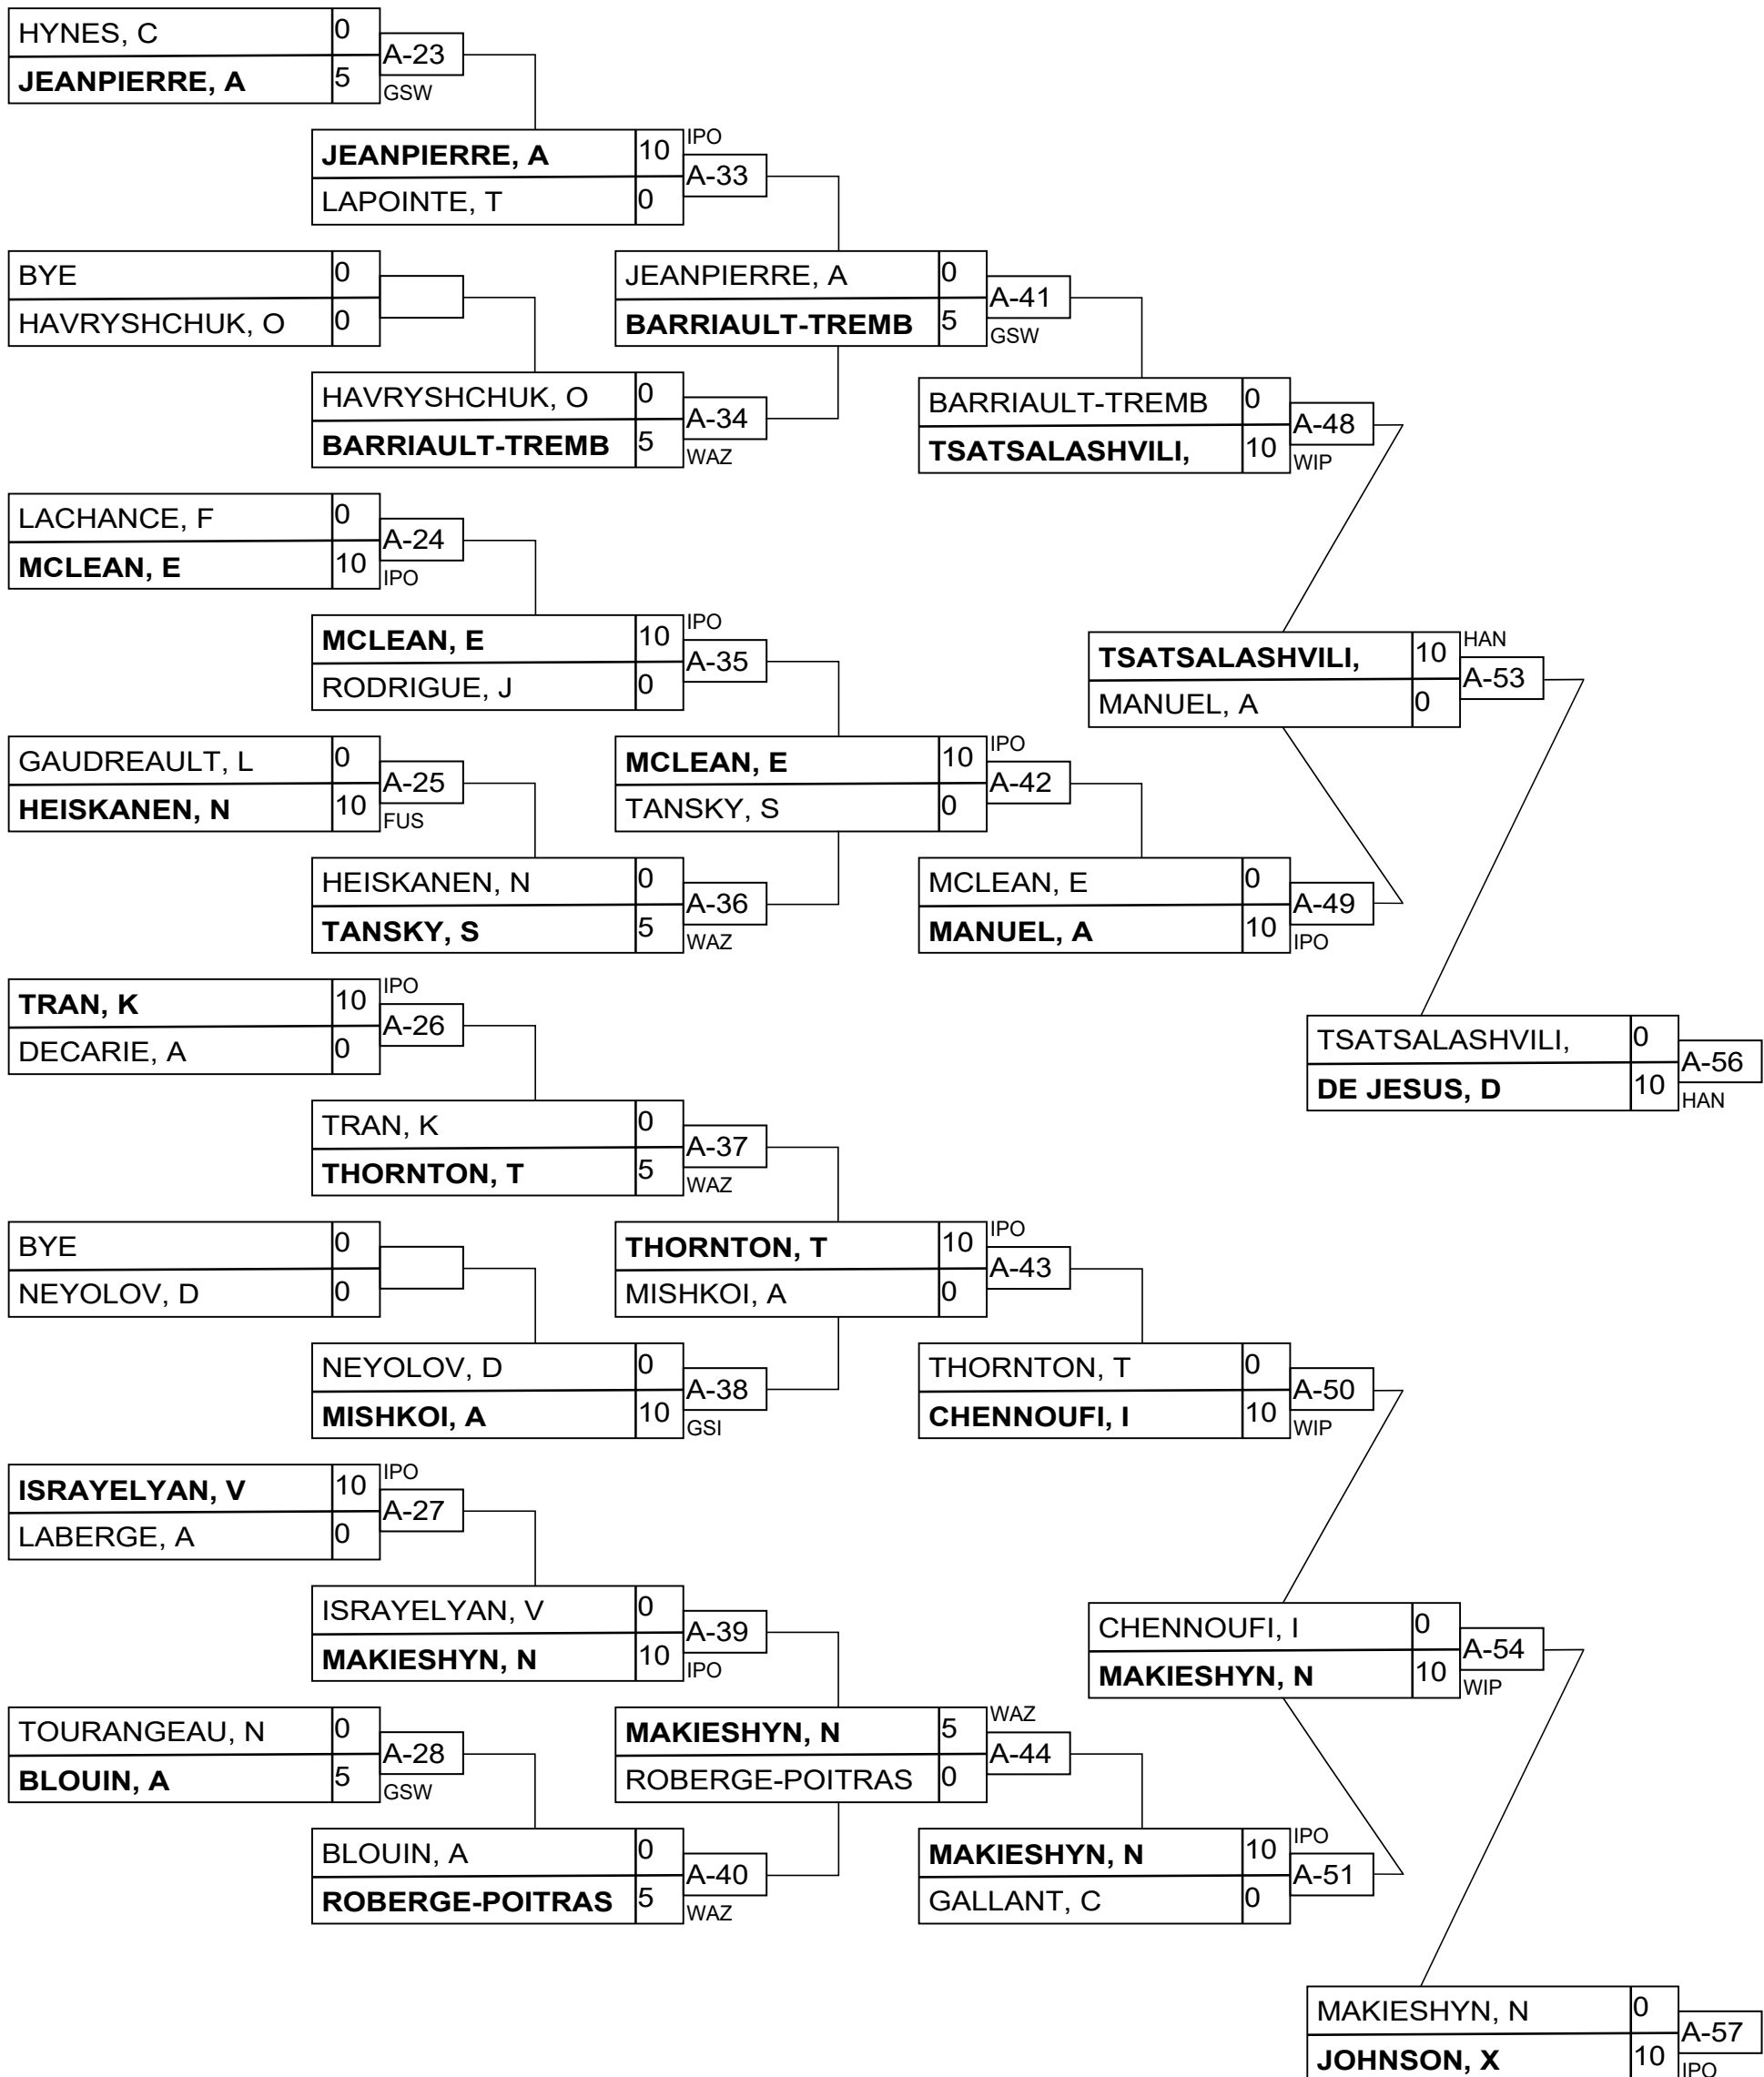 HYNES, C 0
A-23
JEANPIERRE, A 5
GSW
JEANPIERRE, A 10 IPO
A-33
LAPOINTE, T 0
BYE 0
HAVRYSHCHUK, O 0
JEANPIERRE, A 0
A-41
BARRIAULT-TREMB 5
GSW
HAVRYSHCHUK, O 0
A-34
BARRIAULT-TREMB 5
WAZ
BARRIAULT-TREMB 0
A-48
TSATSALASHVILI, 10
WIP
LACHANCE, F 0
A-24
MCLEAN, E 10
IPO
MCLEAN, E 10 IPO
A-35
RODRIGUE, J 0
TSATSALASHVILI, 10 HAN
A-53
MANUEL, A 0
GAUDREAULT, L 0
A-25
HEISKANEN, N 10
FUS
MCLEAN, E 10 IPO
A-42
TANSKY, S 0
HEISKANEN, N 0
A-36
TANSKY, S 5
WAZ
MCLEAN, E 0
A-49
MANUEL, A 10
IPO
TRAN, K 10 IPO
A-26
DECARIE, A 0
TSATSALASHVILI, 0
A-56
DE JESUS, D 10
HAN
TRAN, K 0
A-37
THORNTON, T 5
WAZ
BYE 0
NEYOLOV, D 0
THORNTON, T 10 IPO
A-43
MISHKOI, A 0
NEYOLOV, D 0
A-38
MISHKOI, A 10
GSI
THORNTON, T 0
A-50
CHENNOUFI, I 10
WIP
ISRAYELYAN, V 10 IPO
A-27
LABERGE, A 0
ISRAYELYAN, V 0
A-39
MAKIESHYN, N 10
IPO
CHENNOUFI, I 0
A-54
MAKIESHYN, N 10
WIP
TOURANGEAU, N 0
A-28
BLOUIN, A 5
GSW
MAKIESHYN, N 5 WAZ
A-44
ROBERGE-POITRAS 0
BLOUIN, A 0
A-40
ROBERGE-POITRAS 5
WAZ
MAKIESHYN, N 10 IPO
A-51
GALLANT, C 0
MAKIESHYN, N 0
A-57
JOHNSON, X 10
IPO